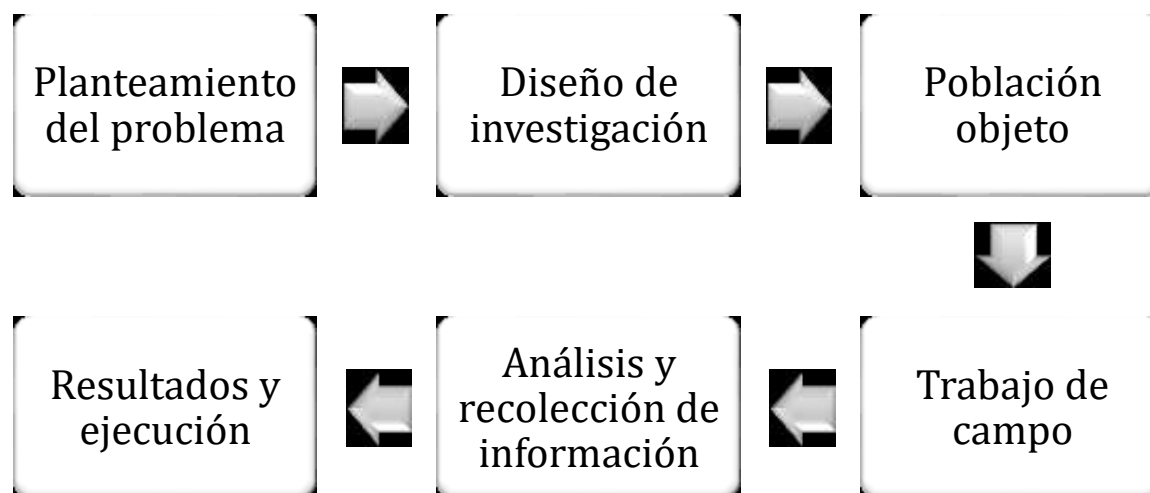 Planteamiento
del problema
Diseño de
investigación
Población
objeto
Trabajo de
campo
Análisis y
recolección de
información
Resultados y
ejecución